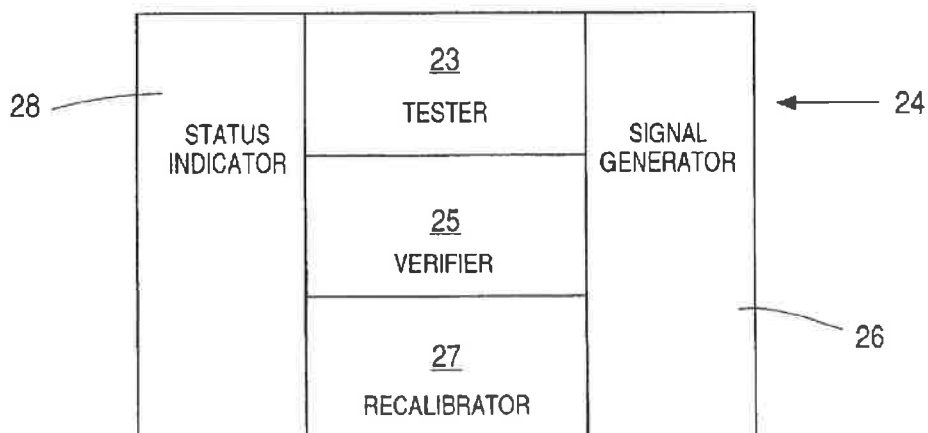 28
STATUS
INDICATOR
23
TESTER
25
VERIFIER
27
RECALIBRATOR
SIGNAL
GENERATOR
24
26